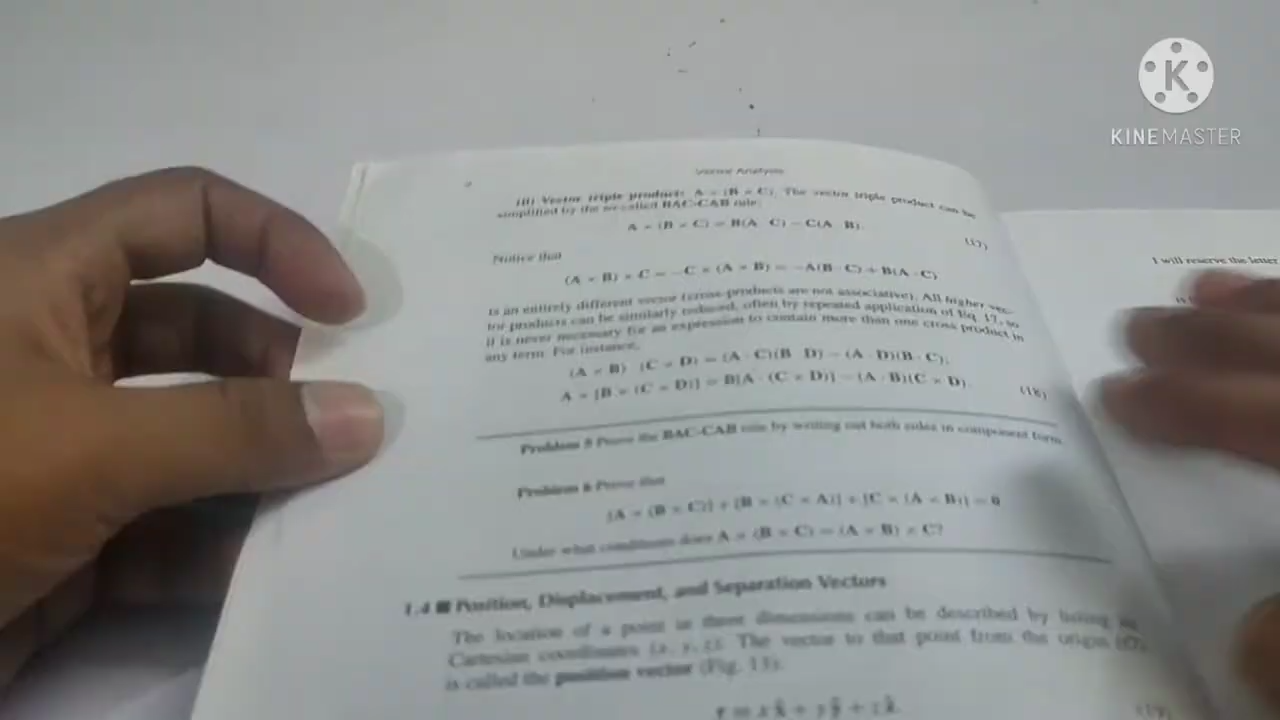 K
KINEMASTER
Vector Analysis
(ii) Vector triple product: A × (B × C). The vector triple product can be
simplified by the so-called BAC-CAB rule:
A × (B × C) = B(A · C) − C(A · B).
(17)
Notice that
(A × B) × C = −C × (A × B) = −A(B · C) + B(A · C)
is an entirely different vector (cross-products are not associative). All higher vec-
tor products can be similarly reduced, often by repeated application of Eq. 17, so
it is never necessary for an expression to contain more than one cross product in
any term. For instance,
(A × B) · (C × D) = (A · C)(B · D) − (A · D)(B · C);
A × [B × (C × D)] = B[A · (C × D)] − (A · B)(C × D).
(18)
Problem 5 Prove the BAC-CAB rule by writing out both sides in component form.
Problem 6 Prove that
[A × (B × C)] + [B × (C × A)] + [C × (A × B)] = 0
Under what conditions does A × (B × C) = (A × B) × C?
1.4 ■ Position, Displacement, and Separation Vectors
The location of a point in three dimensions can be described by listing its
Cartesian coordinates (x, y, z). The vector to that point from the origin (O)
is called the position vector (Fig. 13):
r = x x̂ + y ŷ + z ẑ.
(19)
I will reserve the letter